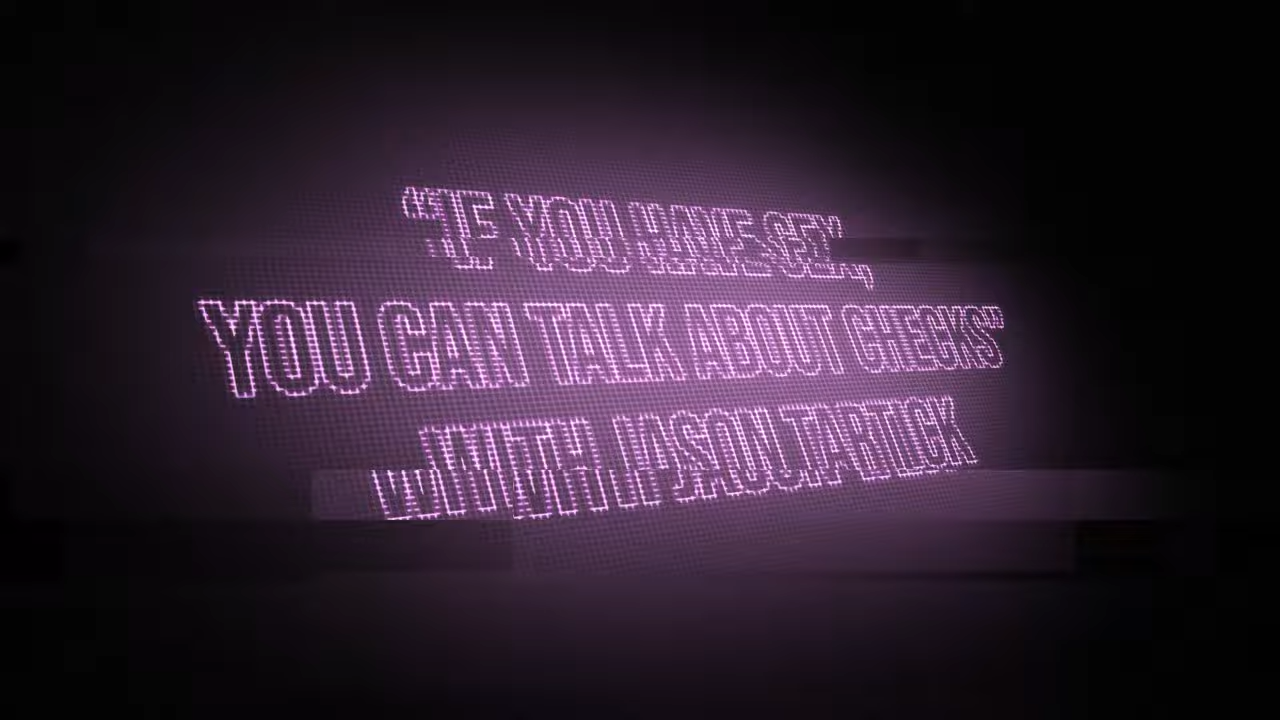 “IF YOU HAVE SEX,
YOU CAN TALK ABOUT CHECKS”
WITH JASON TARTICK